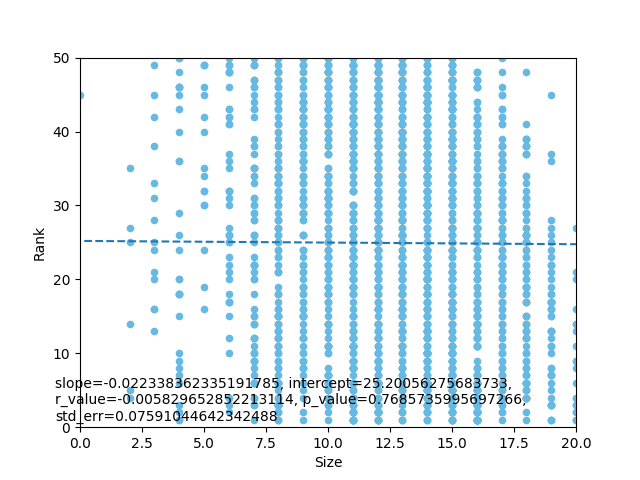 50
40
30
20
10
0
Rank
slope=-0.022338362335191785, intercept=25.20056275683733,
r_value=-0.005829652852213114, p_value=0.7685735995697266,
std_err=0.07591044642342488
0.0 2.5 5.0 7.5 10.0 12.5 15.0 17.5 20.0
Size